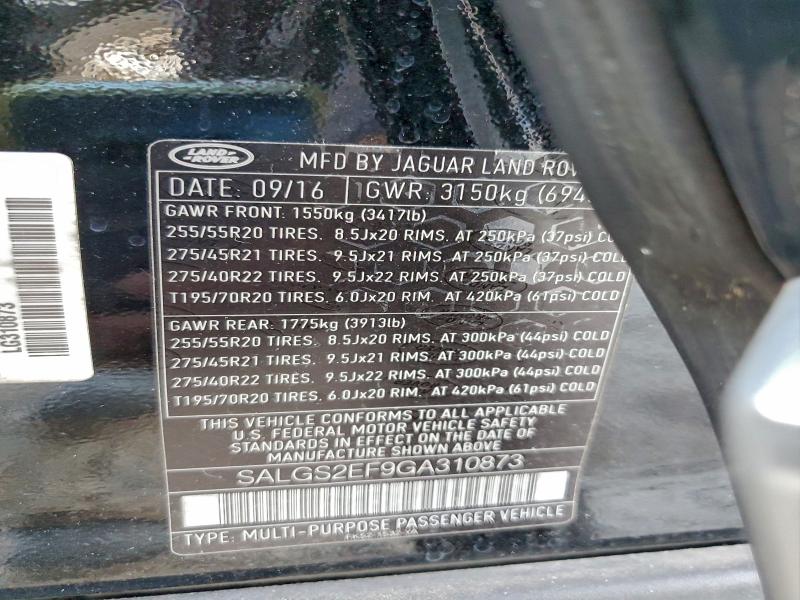 LAND ROVER
MFD BY JAGUAR LAND
DATE: 09/16 GWR: 3150kg
GAWR FRONT: 1550kg (3417lb)
255/55R20 TIRES. 8.5Jx20 RIMS. AT 250kPa (37psi)
275/45R21 TIRES. 9.5Jx21 RIMS. AT 250kPa (37psi)
275/40R22 TIRES. 9.5Jx22 RIMS. AT 250kPa (37psi)
T195/70R20 TIRES. 6.0Jx20 RIM. AT 420kPa (61psi) COLD
GAWR REAR: 1775kg (3913lb)
255/55R20 TIRES. 8.5Jx20 RIMS. AT 300kPa (44psi) COLD
275/45R21 TIRES. 9.5Jx21 RIMS. AT 300kPa (44psi) COLD
275/40R22 TIRES. 9.5Jx22 RIMS. AT 300kPa (44psi) COLD
T195/70R20 TIRES. 6.0Jx20 RIM. AT 420kPa (61psi) COLD
THIS VEHICLE CONFORMS TO ALL APPLICABLE
U.S. FEDERAL MOTOR VEHICLE SAFETY
STANDARDS IN EFFECT ON THE DATE OF
MANUFACTURE SHOWN ABOVE
SALGS2EF9GA310873
TYPE: MULTI-PURPOSE PASSENGER VEHICLE
LG310873